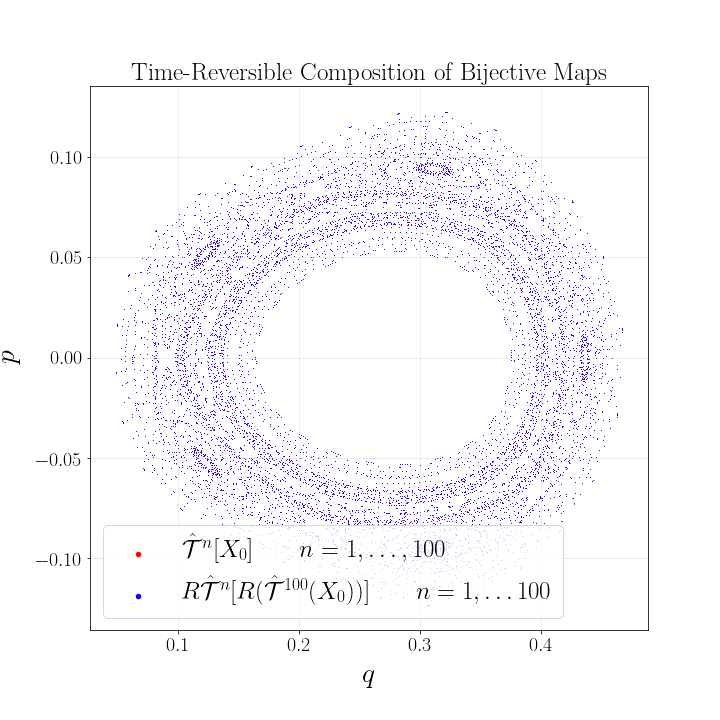 Time-Reversible Composition of Bijective Maps
0.10
0.05
0.00
−0.05
−0.10
p
𝒯̂ⁿ[X₀] n = 1, . . . , 100
R𝒯̂ⁿ[R(𝒯̂¹⁰⁰(X₀))] n = 1, . . . 100
0.1 0.2 0.3 0.4
q